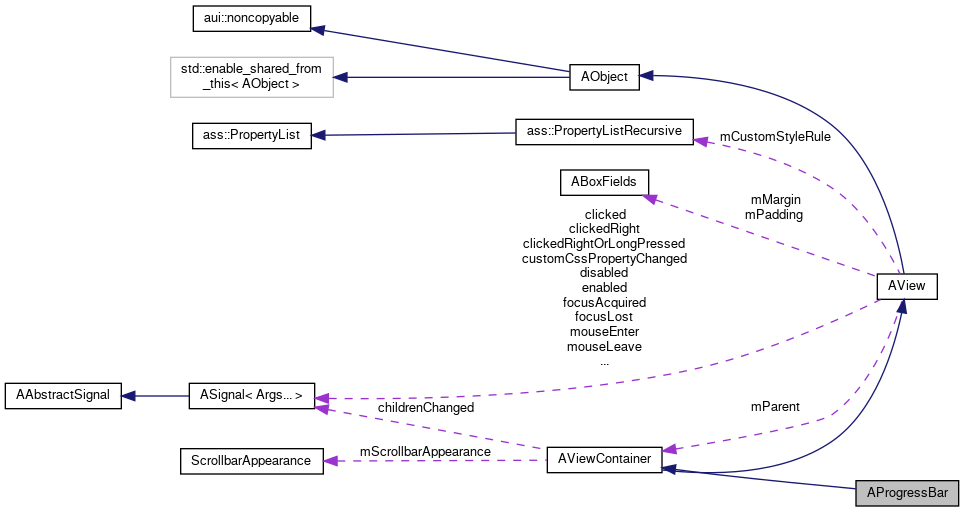 aui::noncopyable
std::enable_shared_from
_this< AObject >
AObject
ass::PropertyList
ass::PropertyListRecursive
mCustomStyleRule
ABoxFields
mMargin
mPadding
clicked
clickedRight
clickedRightOrLongPressed
customCssPropertyChanged
disabled
enabled
focusAcquired
focusLost
mouseEnter
mouseLeave
...
AView
AAbstractSignal
ASignal< Args... >
childrenChanged
mParent
ScrollbarAppearance
mScrollbarAppearance
AViewContainer
AProgressBar